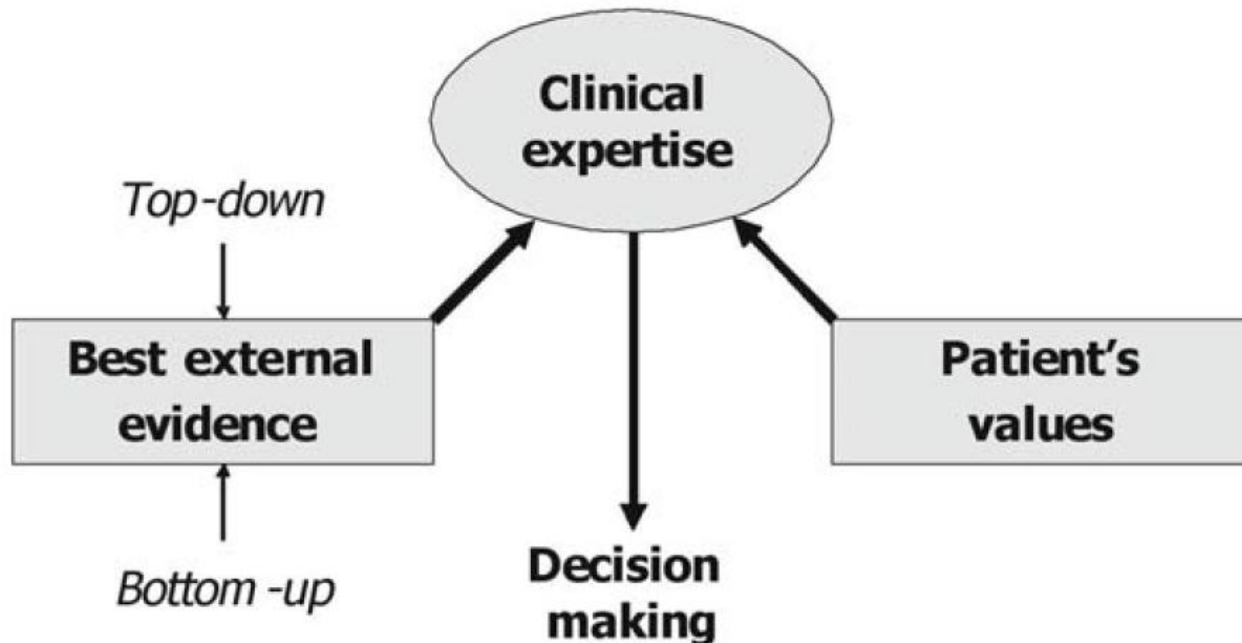 Clinical
expertise
Top-down
Best external
evidence
Patient's
values
Bottom-up
Decision
making